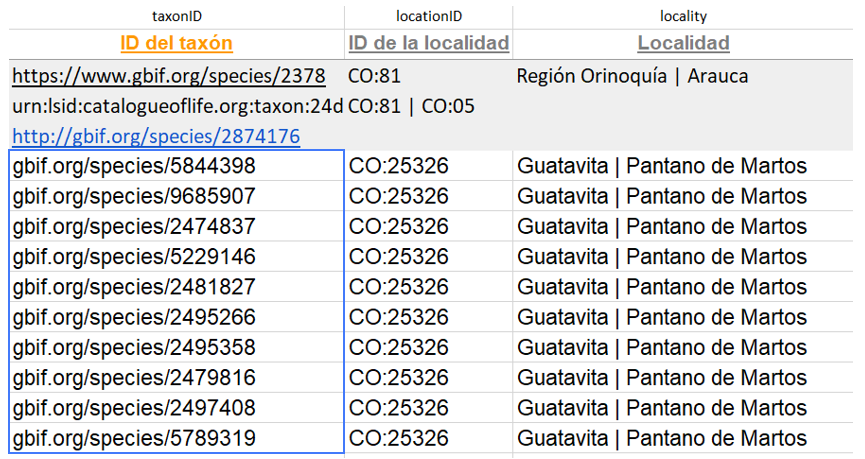 taxonID locationID locality
ID del taxón ID de la localidad Localidad
https://www.gbif.org/species/2378 CO:81 Región Orinoquía | Arauca
urn:lsid:catalogueoflife.org:taxon:24d CO:81 | CO:05
http://gbif.org/species/2874176
gbif.org/species/5844398 CO:25326 Guatavita | Pantano de Martos
gbif.org/species/9685907 CO:25326 Guatavita | Pantano de Martos
gbif.org/species/2474837 CO:25326 Guatavita | Pantano de Martos
gbif.org/species/5229146 CO:25326 Guatavita | Pantano de Martos
gbif.org/species/2481827 CO:25326 Guatavita | Pantano de Martos
gbif.org/species/2495266 CO:25326 Guatavita | Pantano de Martos
gbif.org/species/2495358 CO:25326 Guatavita | Pantano de Martos
gbif.org/species/2479816 CO:25326 Guatavita | Pantano de Martos
gbif.org/species/2497408 CO:25326 Guatavita | Pantano de Martos
gbif.org/species/5789319 CO:25326 Guatavita | Pantano de Martos